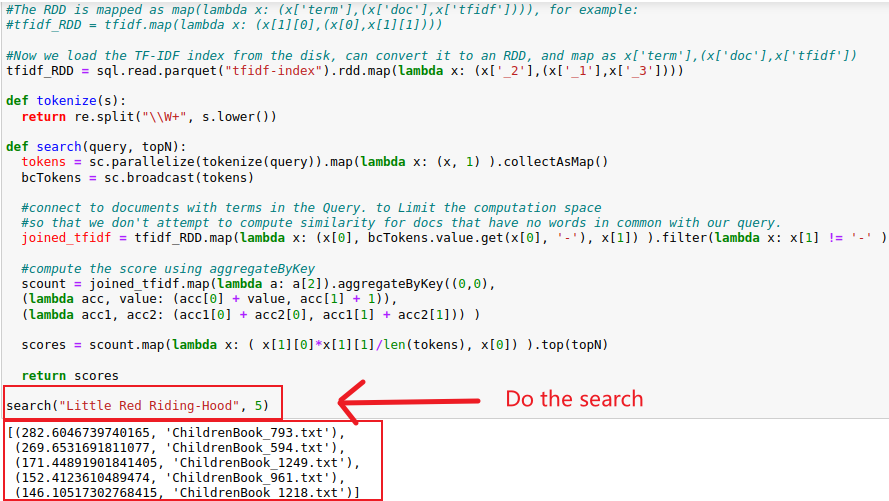 #The RDD is mapped as map(lambda x: (x['term'],(x['doc'],x['tfidf']))), for example:
#tfidf_RDD = tfidf.map(lambda x: (x[1][0],(x[0],x[1][1])))
#Now we load the TF-IDF index from the disk, can convert it to an RDD, and map as x['term'],(x['doc'],x['tfidf'])
tfidf_RDD = sql.read.parquet("tfidf-index").rdd.map(lambda x: (x['_2'],(x['_1'],x['_3'])))
def tokenize(s):
  return re.split("\\W+", s.lower())
def search(query, topN):
  tokens = sc.parallelize(tokenize(query)).map(lambda x: (x, 1) ).collectAsMap()
  bcTokens = sc.broadcast(tokens)
  #connect to documents with terms in the Query. to Limit the computation space
  #so that we don't attempt to compute similarity for docs that have no words in common with our query.
  joined_tfidf = tfidf_RDD.map(lambda x: (x[0], bcTokens.value.get(x[0], '-'), x[1]) ).filter(lambda x: x[1] != '-' )
  #compute the score using aggregateByKey
  scount = joined_tfidf.map(lambda a: a[2]).aggregateByKey((0,0),
  (lambda acc, value: (acc[0] + value, acc[1] + 1)),
  (lambda acc1, acc2: (acc1[0] + acc2[0], acc1[1] + acc2[1])) )
  scores = scount.map(lambda x: ( x[1][0]*x[1][1]/len(tokens), x[0]) ).top(topN)
  return scores
search("Little Red Riding-Hood", 5)
Do the search
[(282.6046739740165, 'ChildrenBook_793.txt'),
 (269.6531691811077, 'ChildrenBook_594.txt'),
 (171.44891901841405, 'ChildrenBook_1249.txt'),
 (152.4123610489474, 'ChildrenBook_961.txt'),
 (146.10517302768415, 'ChildrenBook_1218.txt')]